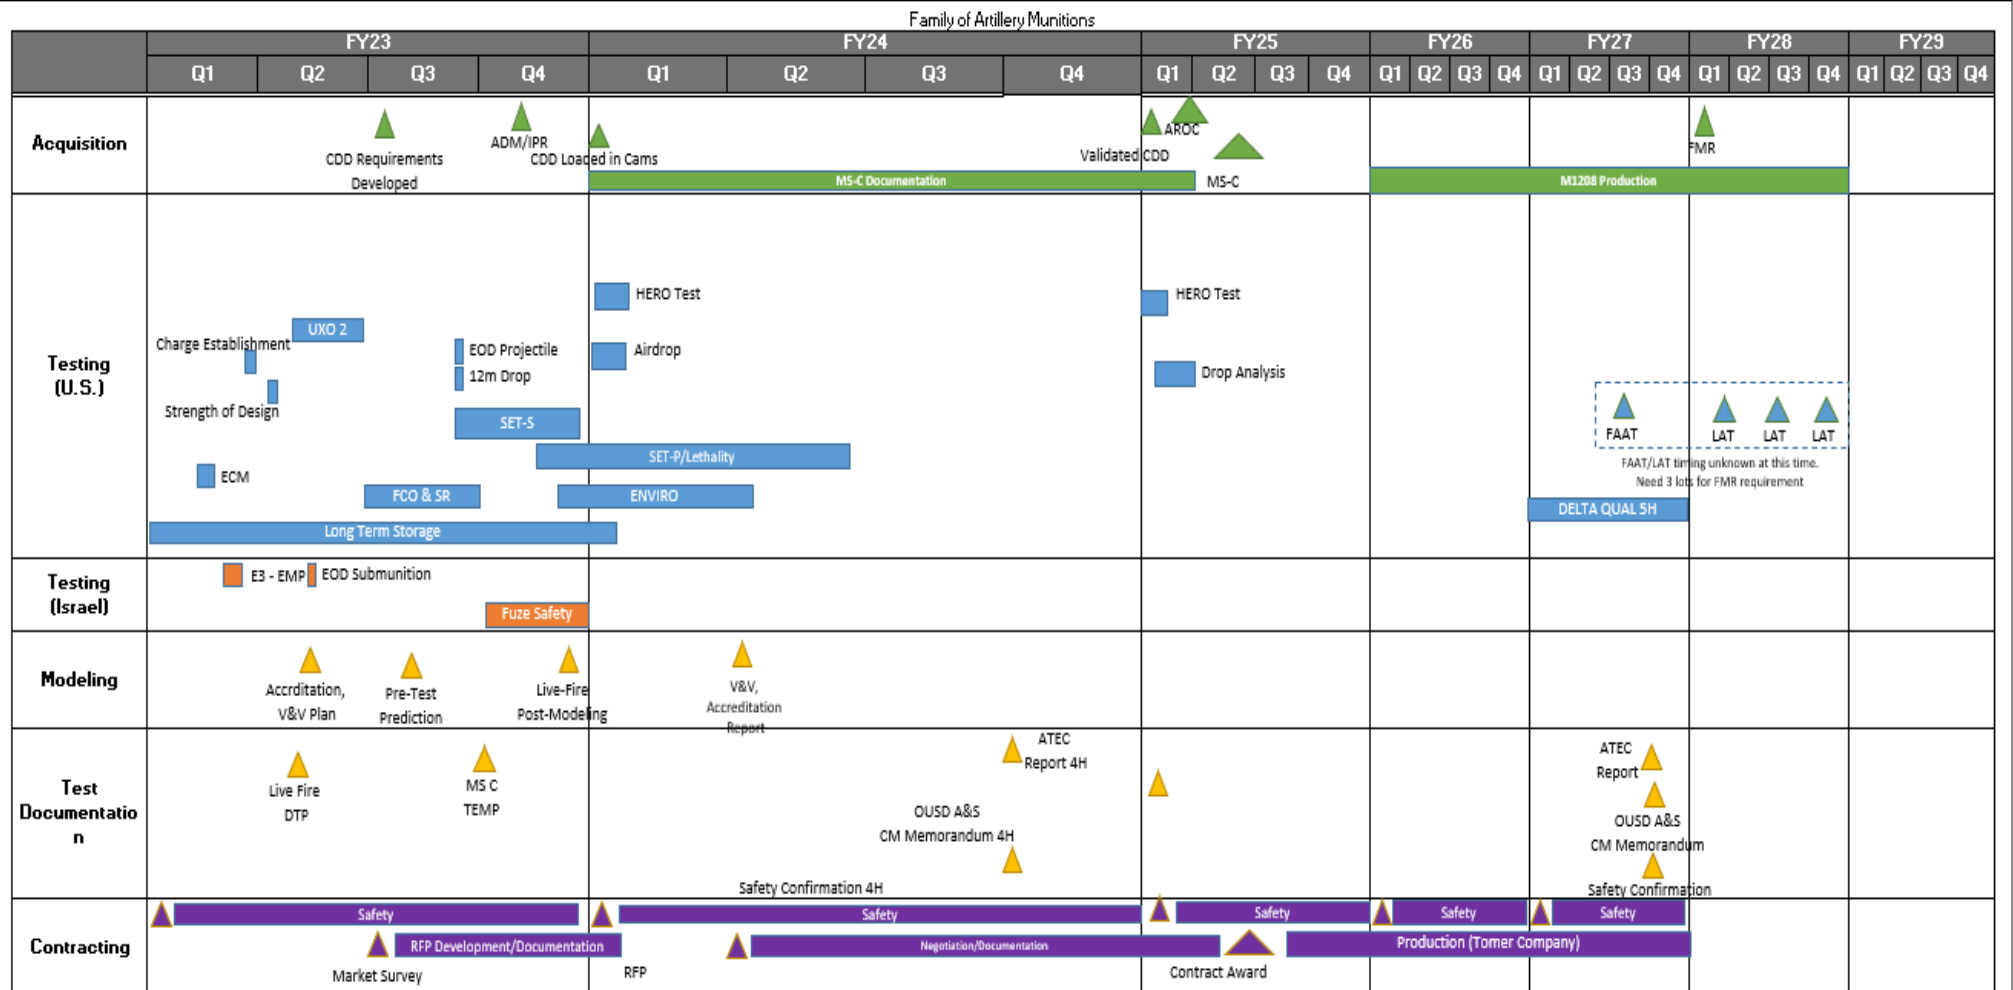 Family of Artillery Munitions
FY23 FY24 FY25 FY26 FY27 FY28 FY29
Q1 Q2 Q3 Q4 Q1 Q2 Q3 Q4 Q1 Q2 Q3 Q4 Q1 Q2 Q3 Q4 Q1 Q2 Q3 Q4 Q1 Q2 Q3 Q4 Q1 Q2 Q3 Q4
Acquisition
CDD Requirements
Developed
ADM/IPR
CDD Loaded in Cams
MS-C Documentation
AROC
Validated CDD
MS-C
M1208 Production
FMR
Testing
(U.S.)
Charge Establishment
UXO 2
Strength of Design
ECM
EOD Projectile
12m Drop
SET-S
SET-P/Lethality
FCO & SR
ENVIRO
Long Term Storage
HERO Test
Airdrop
HERO Test
Drop Analysis
FAAT
LAT
LAT
LAT
FAAT/LAT timing unknown at this time.
Need 3 lots for FMR requirement
DELTA QUAL 5H
Testing
(Israel)
E3 - EMP
EOD Submunition
Fuze Safety
Modeling
Accrditation,
V&V Plan
Pre-Test
Prediction
Live-Fire
Post-Modeling
V&V,
Accreditation
Report
Test
Documentatio
n
Live Fire
DTP
MS C
TEMP
ATEC
Report 4H
OUSD A&S
CM Memorandum 4H
Safety Confirmation 4H
ATEC
Report
OUSD A&S
CM Memorandum
Safety Confirmation
Contracting
Safety
Safety
Safety
Safety
Safety
RFP Development/Documentation
Negotiation/Documentation
Production (Tomer Company)
Market Survey
RFP
Contract Award